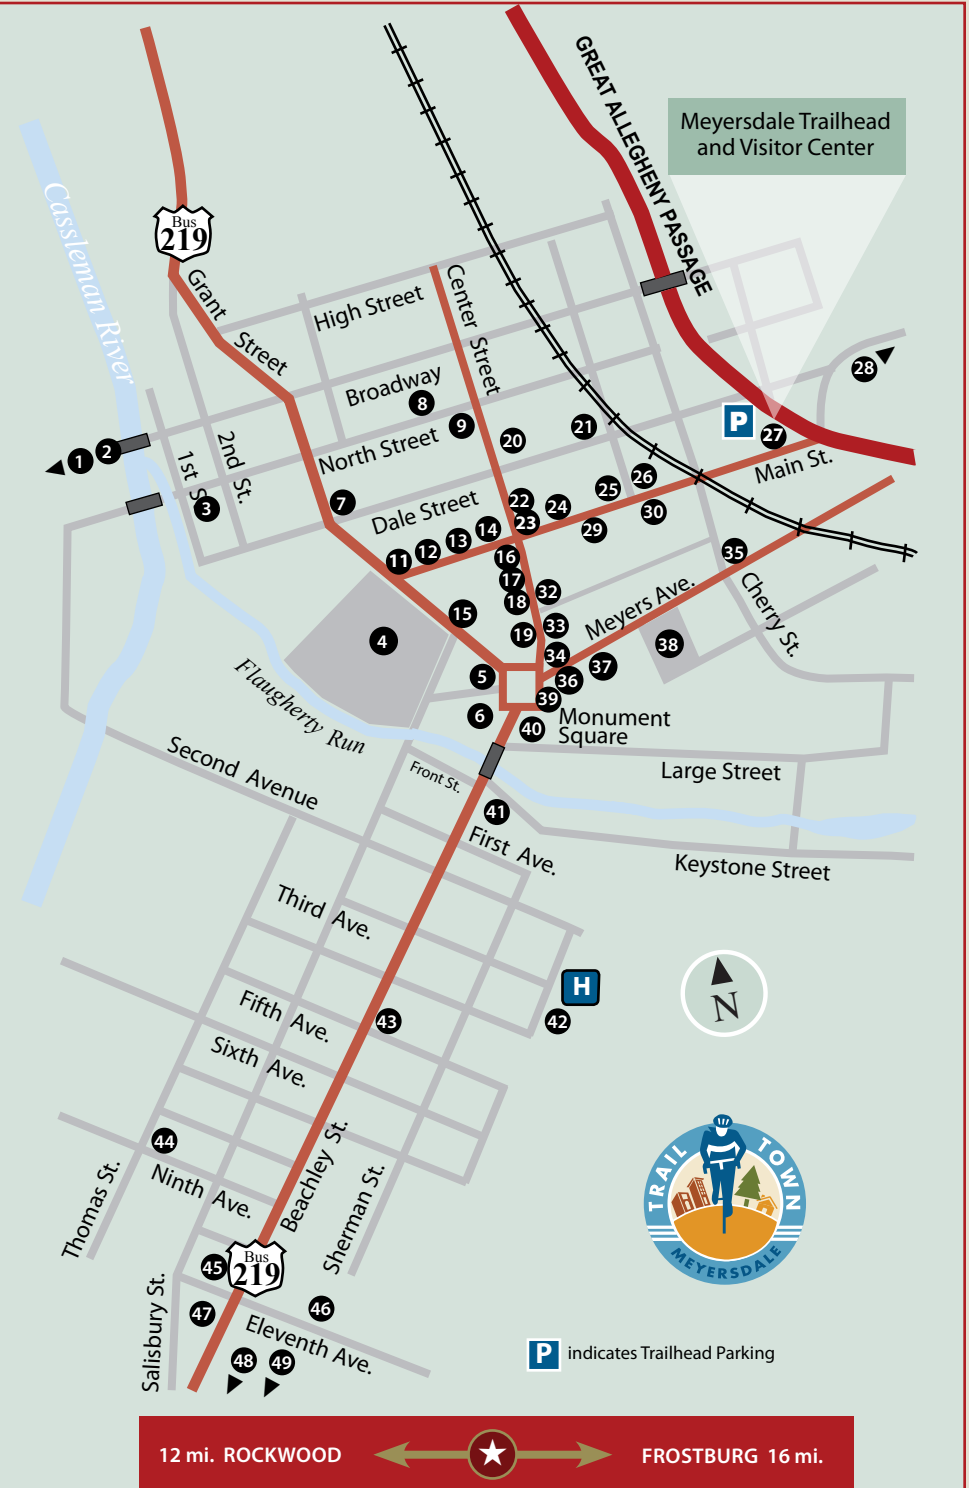 GREAT ALLEGHENY PASSAGE
Meyersdale Trailhead
and Visitor Center
Cassleman River
Bus
219
Grant Street
High Street
Center Street
Broadway
8
9
North Street
20
21
28
P
27
Main St.
1
2
2nd St.
1st S
3
7
Dale Street
22
23
24
25
26
30
29
14
13
12
11
16
17
18
19
32
33
34
35
Meyers Ave.
Cherry St.
15
4
5
6
36
37
38
39
40
Monument
Square
Flaugherty Run
Second Avenue
Front St.
Large Street
41
First Ave.
Keystone Street
Third Ave.
H
42
43
N
Fifth Ave.
Sixth Ave.
44
Ninth Ave.
Thomas St.
Beachley St.
Sherman St.
TRAIL TOWN
MEYERSDALE
45
Bus
219
46
47
Eleventh Ave.
Salisbury St.
48
49
P indicates Trailhead Parking
12 mi. ROCKWOOD
FROSTBURG 16 mi.